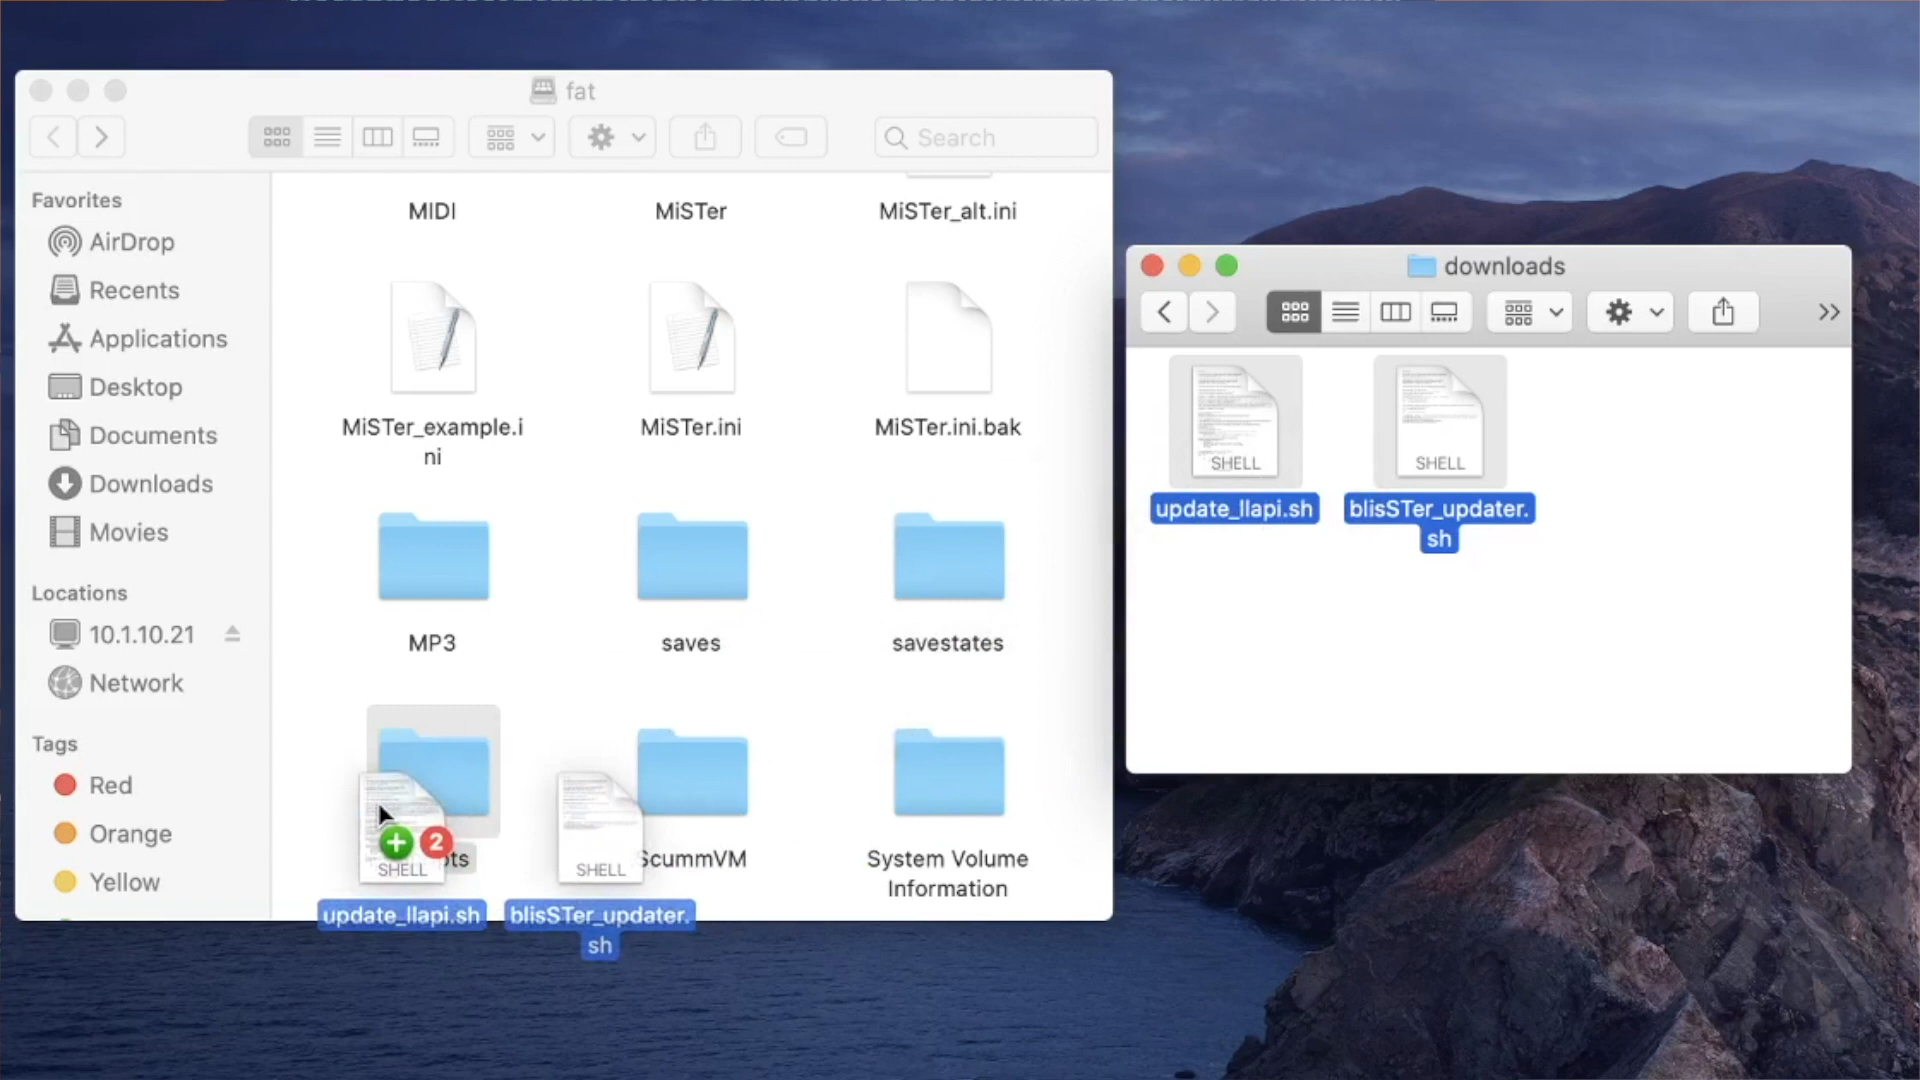 fat
Search
Favorites
AirDrop
Recents
Applications
Desktop
Documents
Downloads
Movies
Locations
10.1.10.21
Network
Tags
Red
Orange
Yellow
MIDI
MiSTer
MiSTer_alt.ini
MiSTer_example.i
ni
MiSTer.ini
MiSTer.ini.bak
MP3
saves
savestates
2
pts
ScummVM
System Volume
Information
SHELL
SHELL
update_llapi.sh
blisSTer_updater.
sh
downloads
SHELL
SHELL
update_llapi.sh
blisSTer_updater.
sh